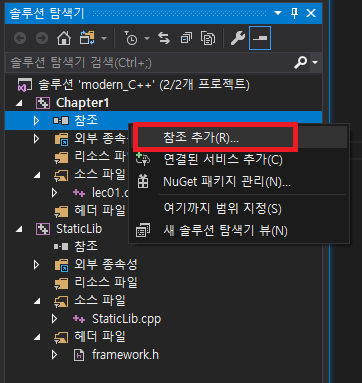 솔루션 탐색기
솔루션 탐색기 검색(Ctrl+;)
솔루션 'modern_C++' (2/2개 프로젝트)
Chapter1
참조
외부 종속성
리소스 파일
소스 파일
lec01.c
헤더 파일
참조 추가(R)...
연결된 서비스 추가(C)
NuGet 패키지 관리(N)...
여기까지 범위 지정(S)
새 솔루션 탐색기 뷰(N)
StaticLib
참조
외부 종속성
리소스 파일
소스 파일
StaticLib.cpp
헤더 파일
framework.h